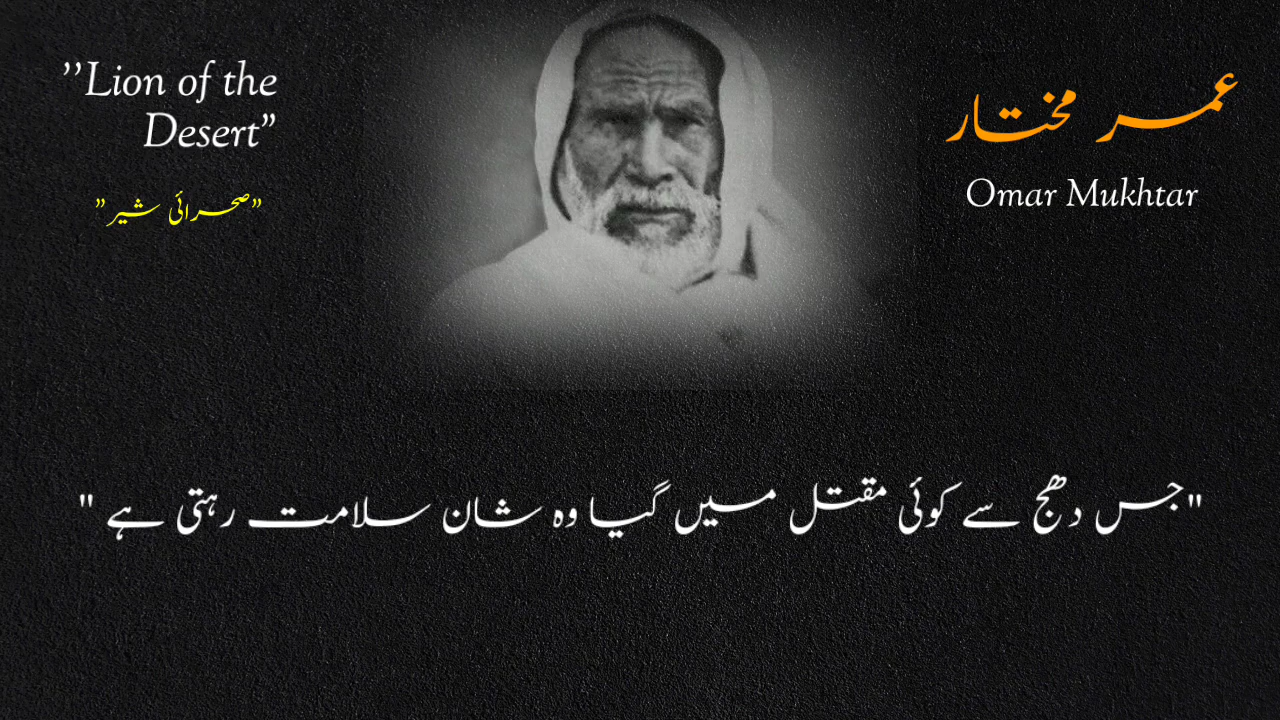 ’’Lion of the
Desert”
”صحرائی شیر”
عمر مختار
Omar Mukhtar
"جس دھج سے کوئی مقتل میں گیا وہ شان سلامت رہتی ہے "